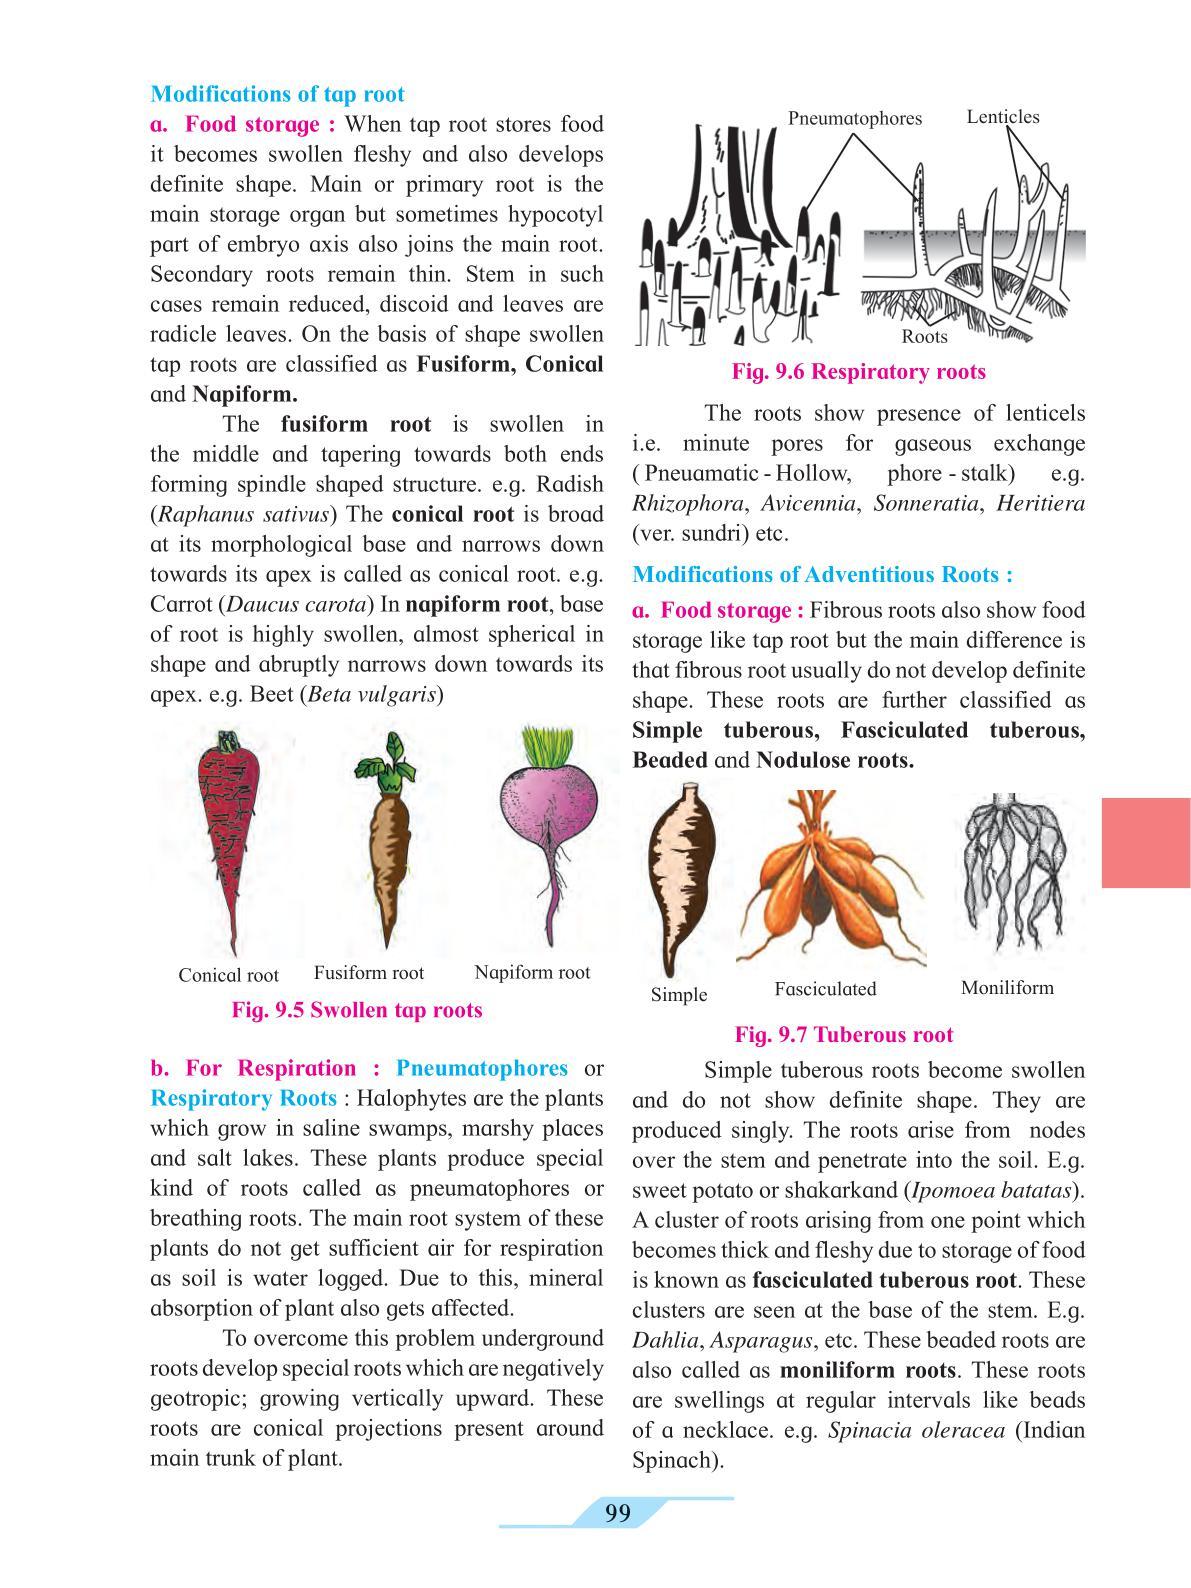 Modifications of tap root
a. Food storage : When tap root stores food
it becomes swollen fleshy and also develops
definite shape. Main or primary root is the
main storage organ but sometimes hypocotyl
part of embryo axis also joins the main root.
Secondary roots remain thin. Stem in such
cases remain reduced, discoid and leaves are
radicle leaves. On the basis of shape swollen
tap roots are classified as Fusiform, Conical
and Napiform.
The fusiform root is swollen in
the middle and tapering towards both ends
forming spindle shaped structure. e.g. Radish
(Raphanus sativus) The conical root is broad
at its morphological base and narrows down
towards its apex is called as conical root. e.g.
Carrot (Daucus carota) In napiform root, base
of root is highly swollen, almost spherical in
shape and abruptly narrows down towards its
apex. e.g. Beet (Beta vulgaris)
Conical root Fusiform root Napiform root
Fig. 9.5 Swollen tap roots
b. For Respiration : Pneumatophores or
Respiratory Roots : Halophytes are the plants
which grow in saline swamps, marshy places
and salt lakes. These plants produce special
kind of roots called as pneumatophores or
breathing roots. The main root system of these
plants do not get sufficient air for respiration
as soil is water logged. Due to this, mineral
absorption of plant also gets affected.
To overcome this problem underground
roots develop special roots which are negatively
geotropic; growing vertically upward. These
roots are conical projections present around
main trunk of plant.
Pneumatophores Lenticles
Roots
Fig. 9.6 Respiratory roots
The roots show presence of lenticels
i.e. minute pores for gaseous exchange
( Pneuamatic - Hollow, phore - stalk) e.g.
Rhizophora, Avicennia, Sonneratia, Heritiera
(ver. sundri) etc.
Modifications of Adventitious Roots :
a. Food storage : Fibrous roots also show food
storage like tap root but the main difference is
that fibrous root usually do not develop definite
shape. These roots are further classified as
Simple tuberous, Fasciculated tuberous,
Beaded and Nodulose roots.
Simple Fasciculated Moniliform
Fig. 9.7 Tuberous root
Simple tuberous roots become swollen
and do not show definite shape. They are
produced singly. The roots arise from nodes
over the stem and penetrate into the soil. E.g.
sweet potato or shakarkand (Ipomoea batatas).
A cluster of roots arising from one point which
becomes thick and fleshy due to storage of food
is known as fasciculated tuberous root. These
clusters are seen at the base of the stem. E.g.
Dahlia, Asparagus, etc. These beaded roots are
also called as moniliform roots. These roots
are swellings at regular intervals like beads
of a necklace. e.g. Spinacia oleracea (Indian
Spinach).
99